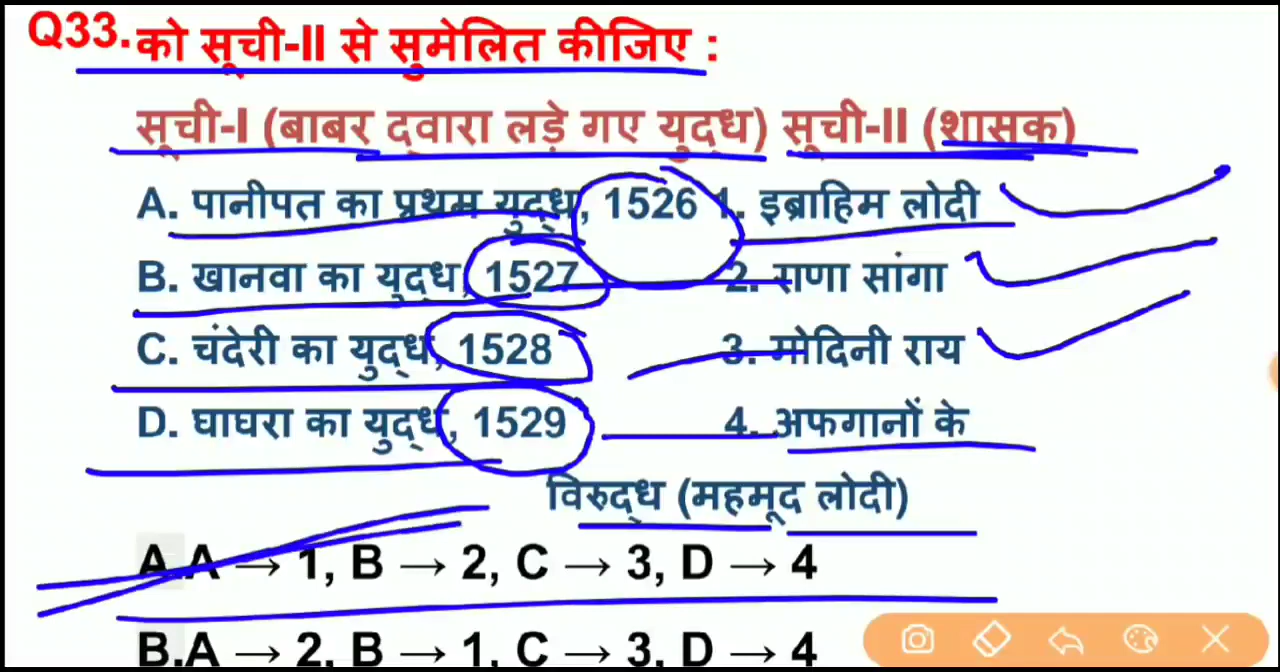 Q33. को सूची-II से सुमेलित कीजिए :
सूची-I (बाबर द्वारा लड़े गए युद्ध) सूची-II (शासक)
A. पानीपत का प्रथम युद्ध, 1526 1. इब्राहिम लोदी
B. खानवा का युद्ध, 1527 2. राणा सांगा
C. चंदेरी का युद्ध, 1528 3. मोदिनी राय
D. घाघरा का युद्ध, 1529 4. अफगानों के
विरुद्ध (महमूद लोदी)
A.A → 1, B → 2, C → 3, D → 4
B.A → 2, B → 1, C → 3, D → 4